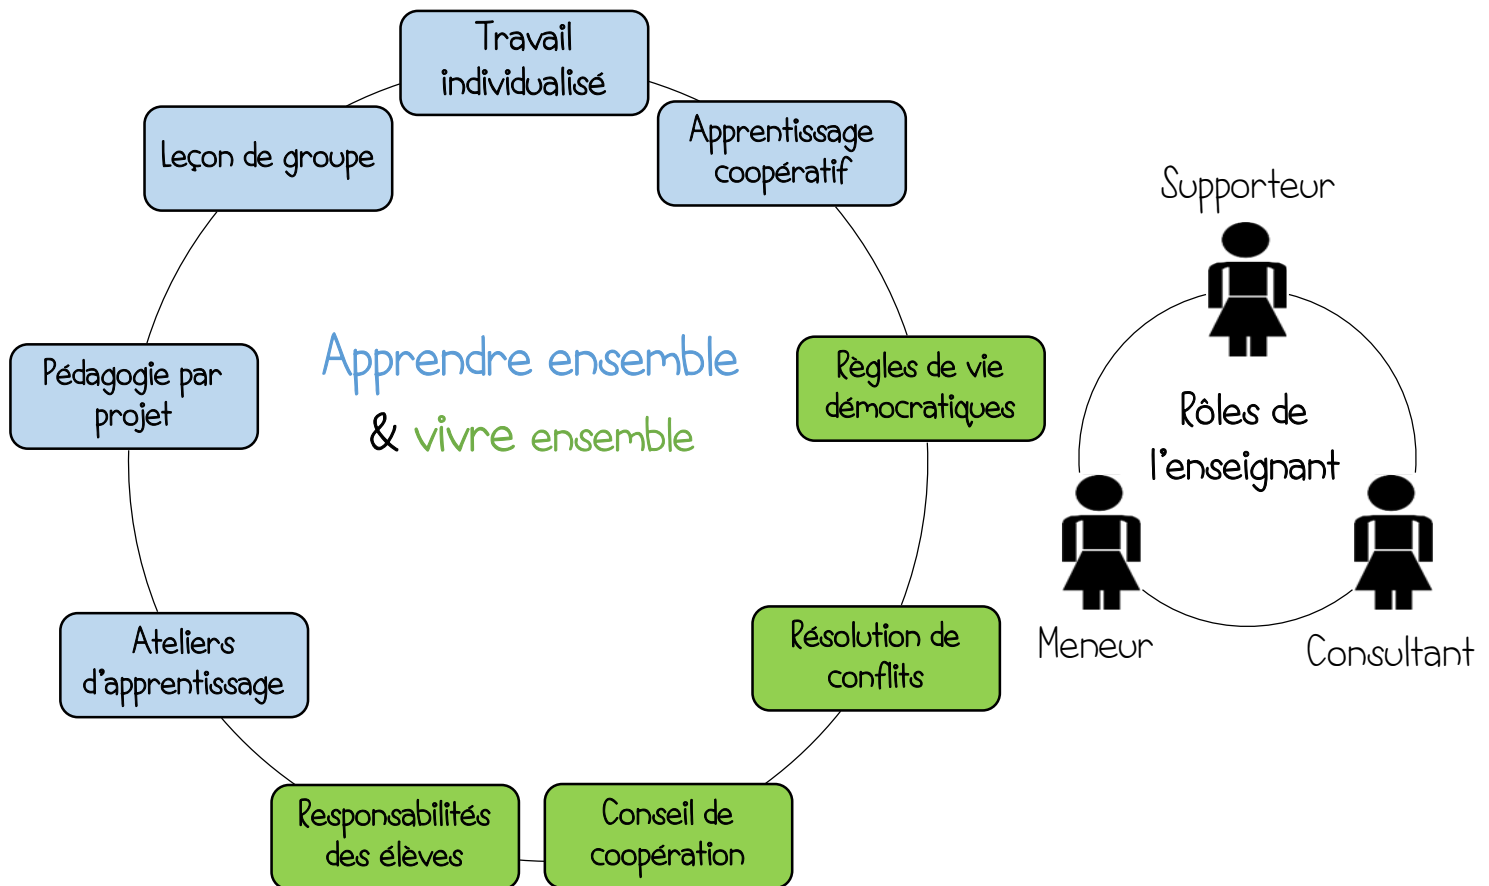 Travail
individualisé
Apprentissage
coopératif
Leçon de groupe
Règles de vie
démocratiques
Pédagogie par
projet
Apprendre ensemble
& vivre ensemble
Résolution de
conflits
Ateliers
d'apprentissage
Conseil de
coopération
Responsabilités
des élèves
Supporteur
Rôles de
l'enseignant
Meneur
Consultant